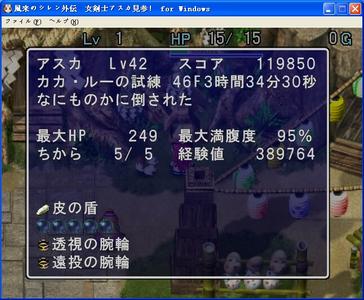 風来のシレン外伝 女剣士アスカ見参! for Windows
ファイル(F) ヘルプ(H)
Lv 1 HP 15/ 15 0G
アスカ Lv42 スコア 119850
カカ・ルーの試練 46F3時間34分30秒
なにものかに倒された
最大HP 249 最大満腹度 95%
ちから 5/ 5 経験値 389764
皮の盾
透視の腕輪
遠投の腕輪